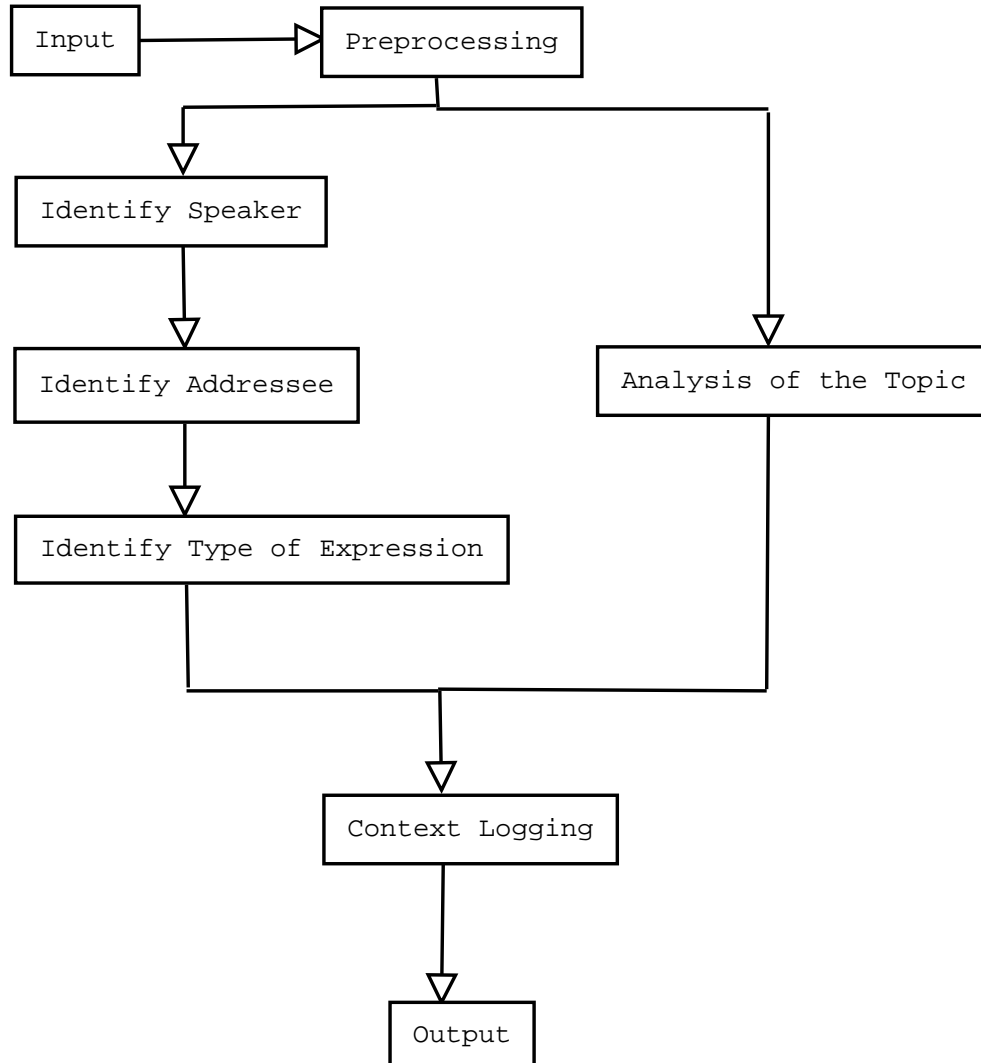 Input
Preprocessing
Identify Speaker
Identify Addressee
Analysis of the Topic
Identify Type of Expression
Context Logging
Output